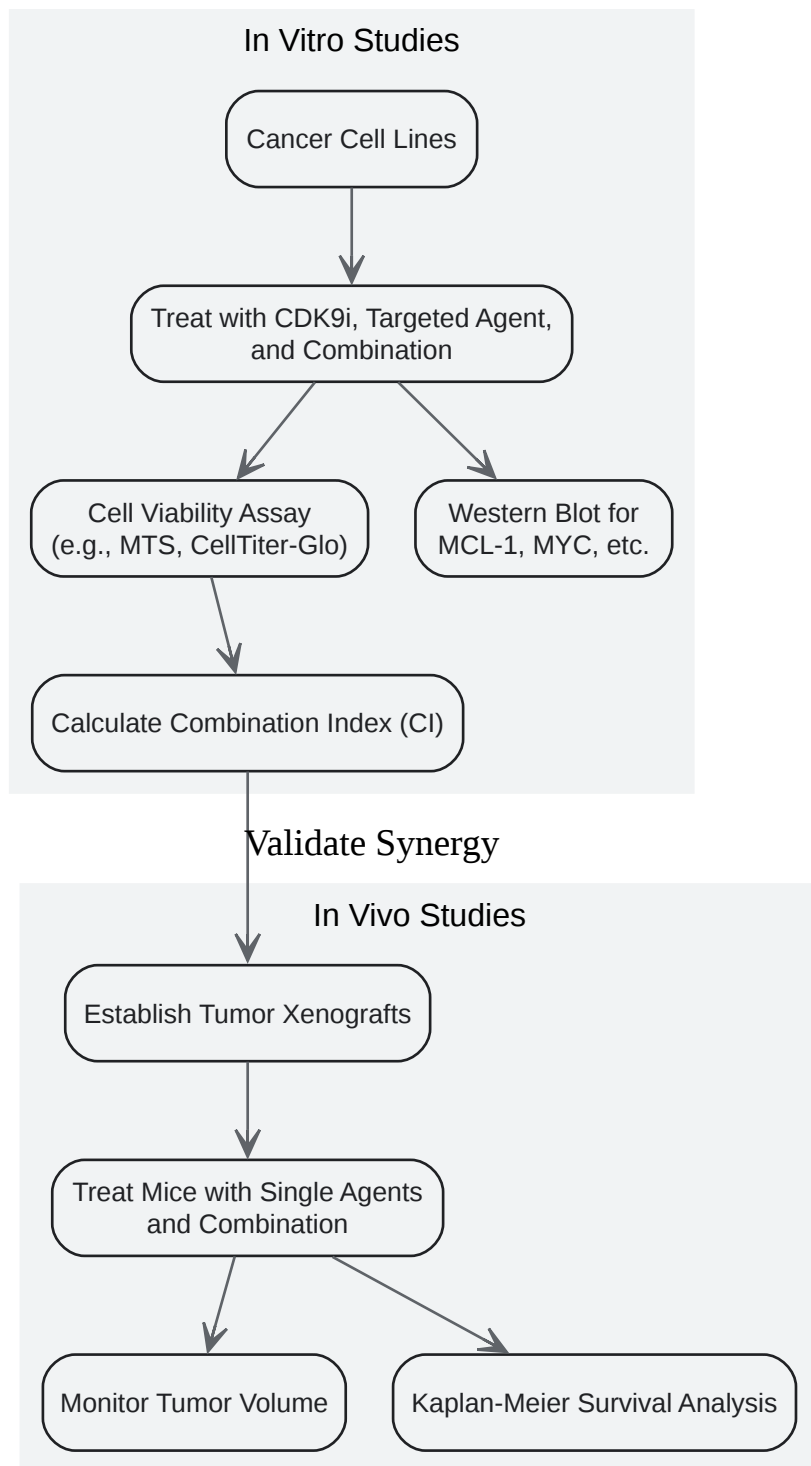 In Vitro Studies
Cancer Cell Lines
Treat with CDK9i, Targeted Agent,
and Combination
Cell Viability Assay
(e.g., MTS, CellTiter-Glo)
Western Blot for
MCL-1, MYC, etc.
Calculate Combination Index (CI)
Validate Synergy
In Vivo Studies
Establish Tumor Xenografts
Treat Mice with Single Agents
and Combination
Monitor Tumor Volume
Kaplan-Meier Survival Analysis